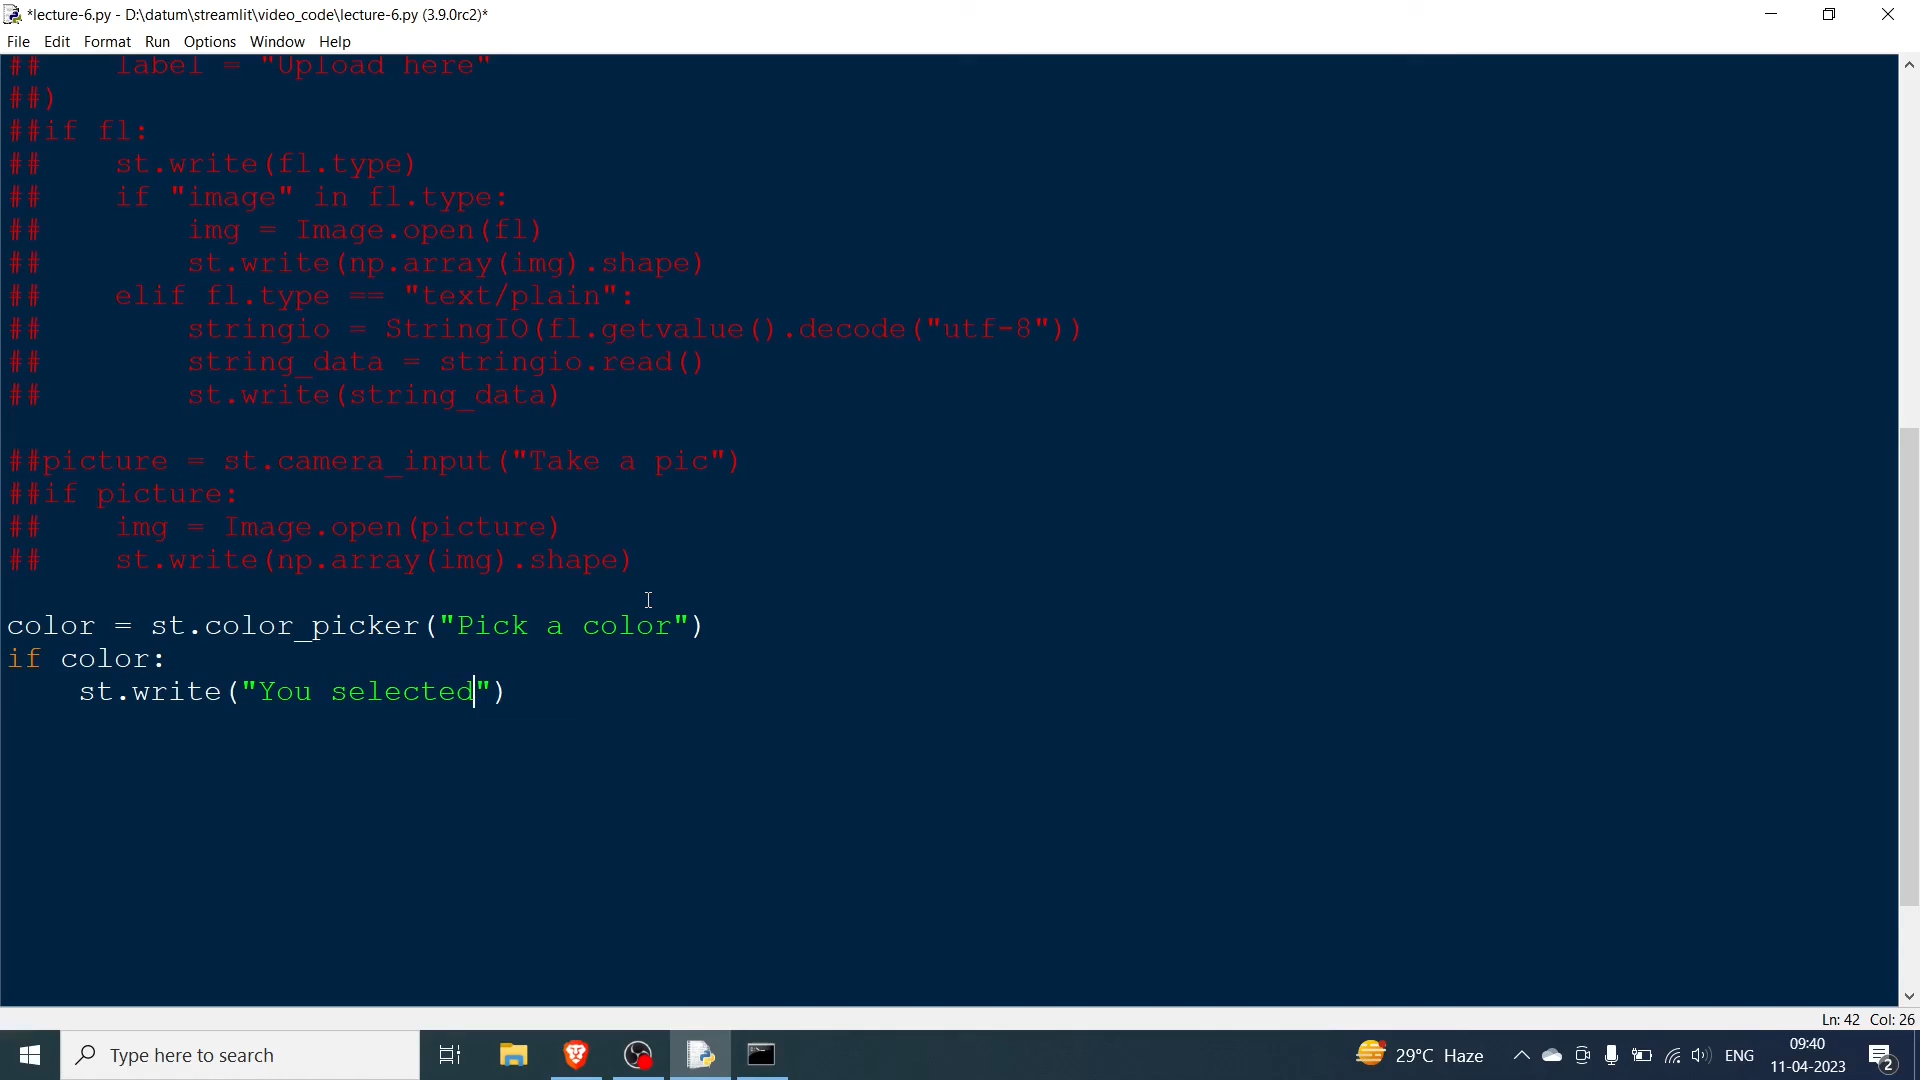 *lecture-6.py - D:\datum\streamlit\video_code\lecture-6.py (3.9.0rc2)*
File Edit Format Run Options Window Help
##    label = "Upload here"
##)
##if fl:
##    st.write(fl.type)
##    if "image" in fl.type:
##        img = Image.open(fl)
##        st.write(np.array(img).shape)
##    elif fl.type == "text/plain":
##        stringio = StringIO(fl.getvalue().decode("utf-8"))
##        string_data = stringio.read()
##        st.write(string_data)
##picture = st.camera_input("Take a pic")
##if picture:
##    img = Image.open(picture)
##    st.write(np.array(img).shape)
color = st.color_picker("Pick a color")
if color:
    st.write("You selected")
Ln: 42 Col: 26
Type here to search
29°C Haze
ENG
09:40
11-04-2023
2